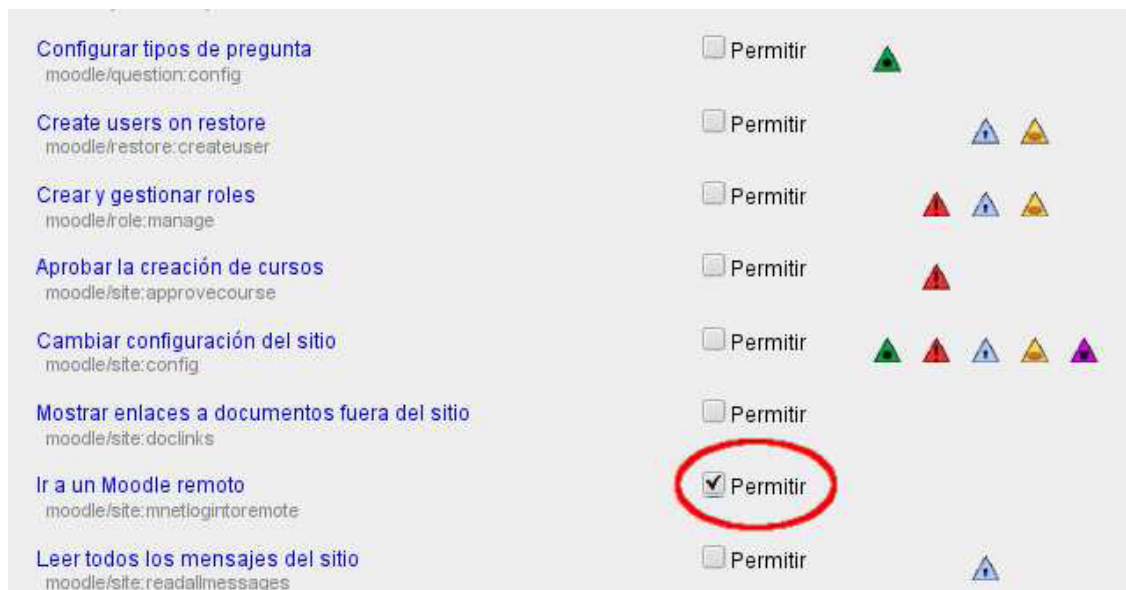 Configurar tipos de pregunta Permitir
moodle/question:config
Create users on restore Permitir
moodle/restore:createuser
Crear y gestionar roles Permitir
moodle/role:manage
Aprobar la creación de cursos Permitir
moodle/site:approvecourse
Cambiar configuración del sitio Permitir
moodle/site:config
Mostrar enlaces a documentos fuera del sitio Permitir
moodle/site:doclinks
Ir a un Moodle remoto Permitir
moodle/site:mnetlogintoremote
Leer todos los mensajes del sitio Permitir
moodle/site:readallmessages